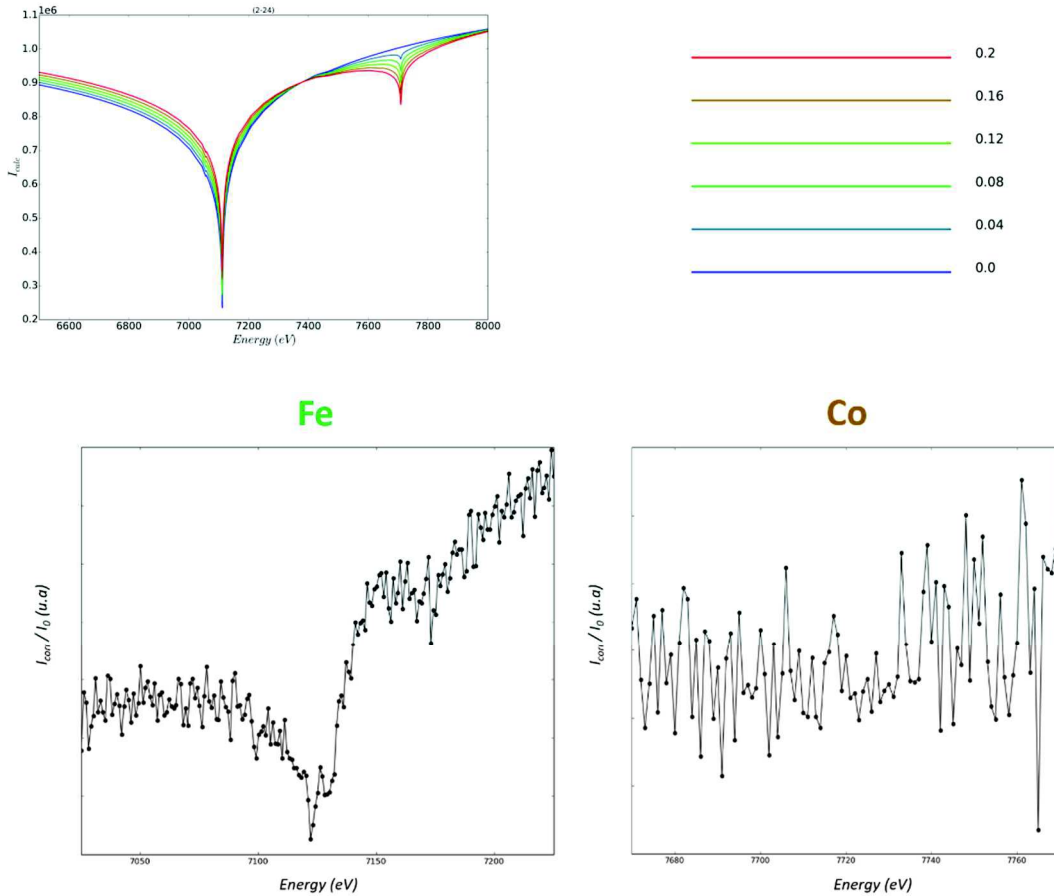 1.1 1e6
(2-24)
1.0
0.9
0.8
0.7
0.6
0.5
0.4
0.3
0.2
I_calc
6600 6800 7000 7200 7400 7600 7800 8000
Energy (eV)
0.2
0.16
0.12
0.08
0.04
0.0
Fe
I_con / I_0 (u.a)
7050 7100 7150 7200
Energy (eV)
Co
I_con / I_0 (u.a)
7680 7700 7720 7740 7760
Energy (eV)